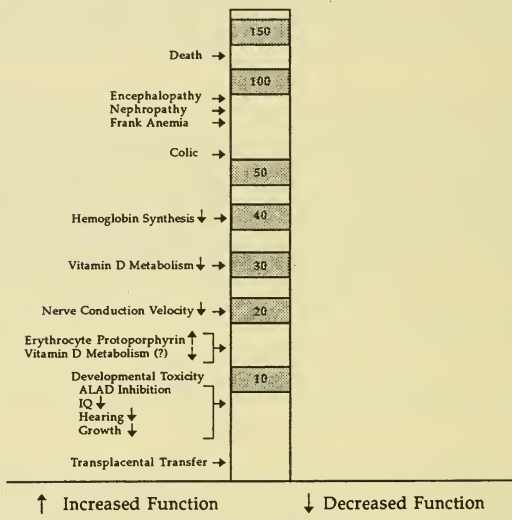 150
Death →
100
Encephalopathy →
Nephropathy →
Frank Anemia →
Colic →
50
Hemoglobin Synthesis ↓ → 40
Vitamin D Metabolism ↓ → 30
Nerve Conduction Velocity ↓ → 20
Erythrocyte Protoporphyrin ↑
Vitamin D Metabolism (?) ↓
Developmental Toxicity
10
ALAD Inhibition
IQ ↓
Hearing ↓
Growth ↓
Transplacental Transfer →
↑ Increased Function ↓ Decreased Function